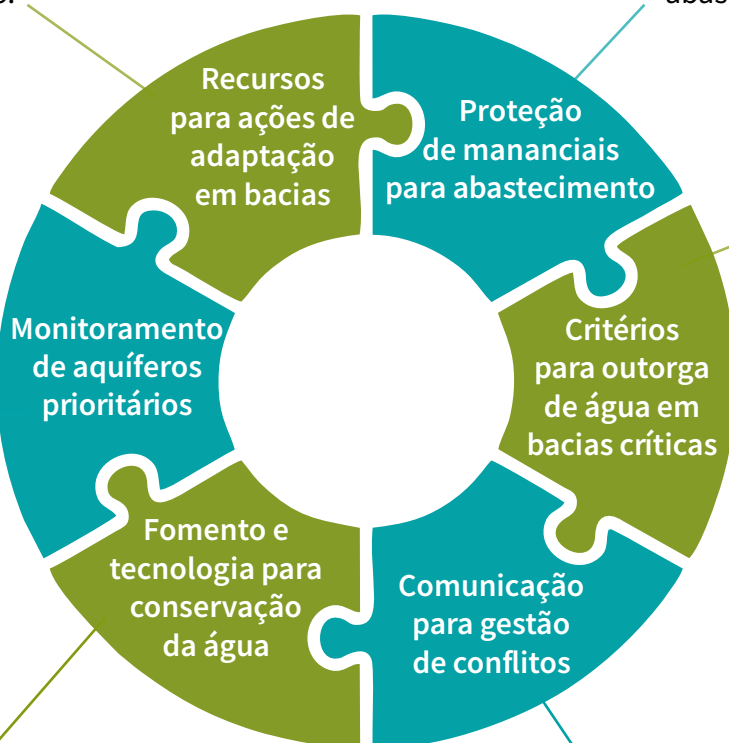 Recursos
para ações de
adaptação
em bacias
Proteção
de mananciais
para abastecimento
Critérios
para outorga
de água em
bacias críticas
Comunicação
para gestão
de conflitos
Fomento e
tecnologia para
conservação
da água
Monitoramento
de aquíferos
prioritários